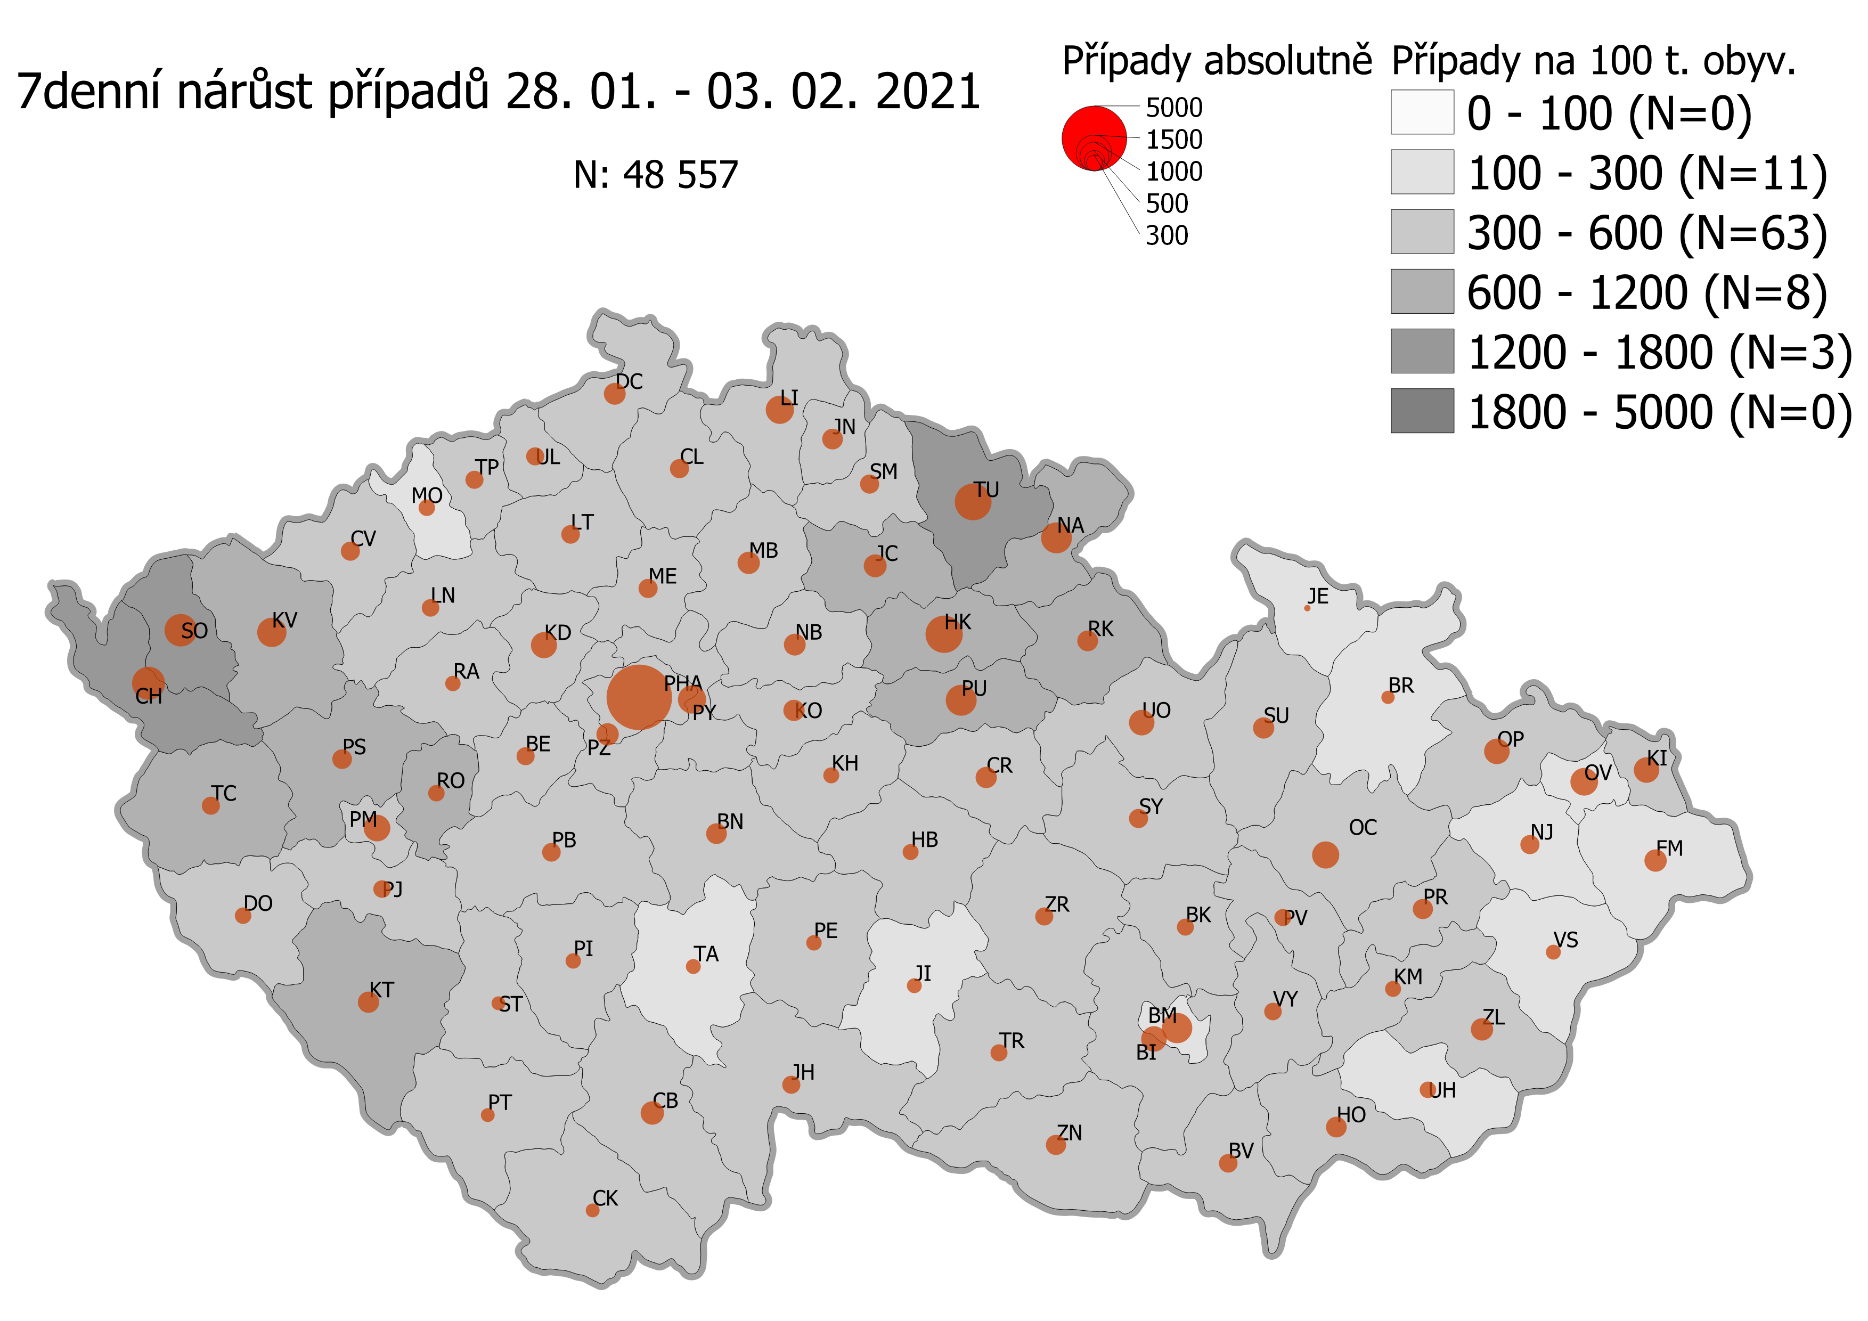 7denní nárůst případů 28. 01. - 03. 02. 2021
N: 48 557
Případy absolutně
5000
1500
1000
500
300
Případy na 100 t. obyv.
0 - 100 (N=0)
100 - 300 (N=11)
300 - 600 (N=63)
600 - 1200 (N=8)
1200 - 1800 (N=3)
1800 - 5000 (N=0)
DC
LI
JN
UL
TP
CL
SM
MO
TU
LT
NA
CV
MB
JC
ME
LN
JE
SO
KV
KD
NB
HK
RK
RA
PHA
CH
PY
KO
PU
UO
SU
BR
PS
BE
PZ
KH
CR
OP
KI
RO
OV
TC
PM
BN
SY
OC
PB
HB
NJ
FM
PJ
DO
ZR
BK
PV
PR
PE
PI
TA
JI
VS
KT
ST
VY
KM
BM
ZL
BI
TR
JH
UH
PT
CB
HO
ZN
BV
CK